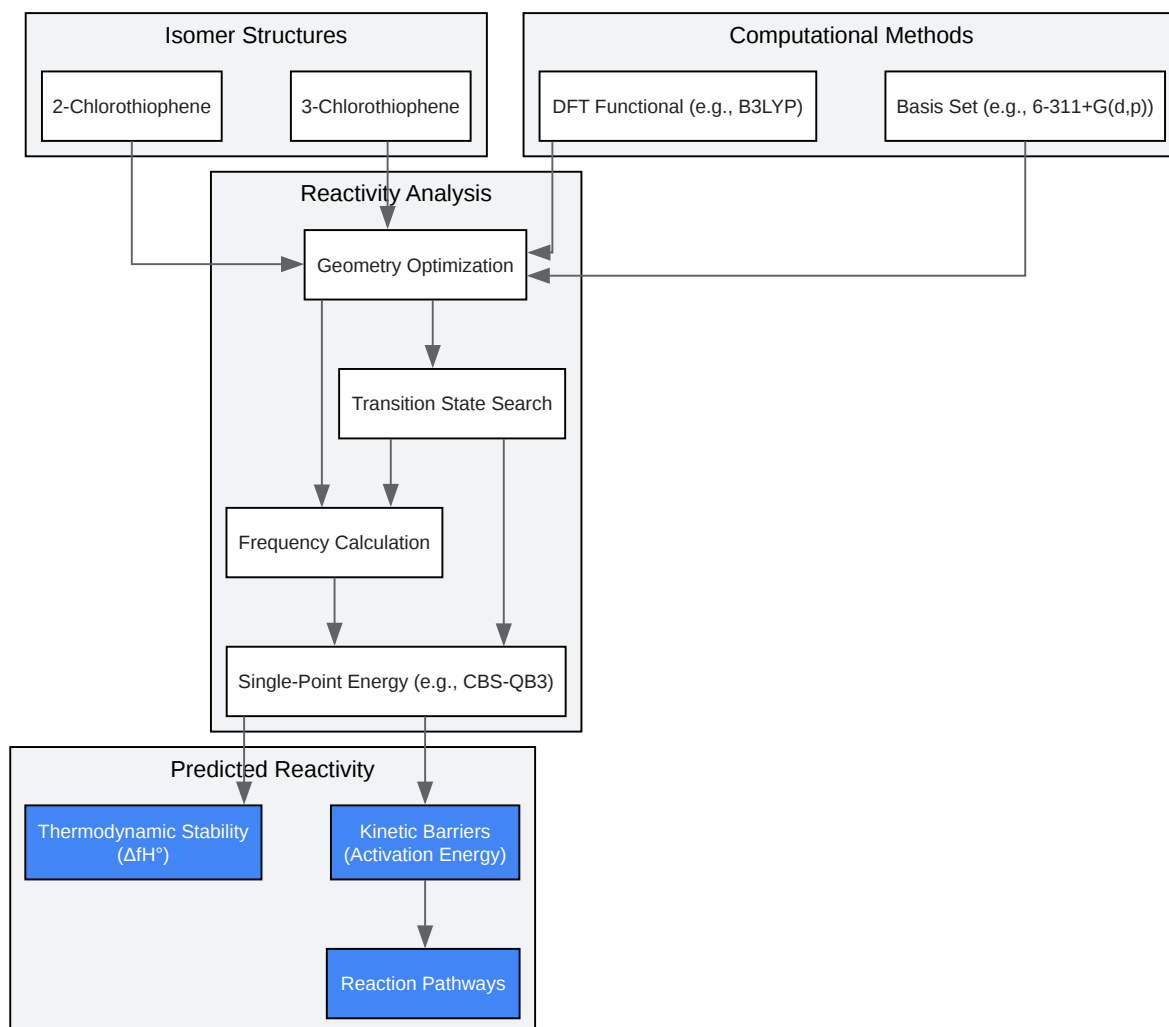 Isomer Structures
Computational Methods
2-Chlorothiophene
3-Chlorothiophene
DFT Functional (e.g., B3LYP)
Basis Set (e.g., 6-311+G(d,p))
Reactivity Analysis
Geometry Optimization
Transition State Search
Frequency Calculation
Single-Point Energy (e.g., CBS-QB3)
Predicted Reactivity
Thermodynamic Stability
(ΔfH°)
Kinetic Barriers
(Activation Energy)
Reaction Pathways